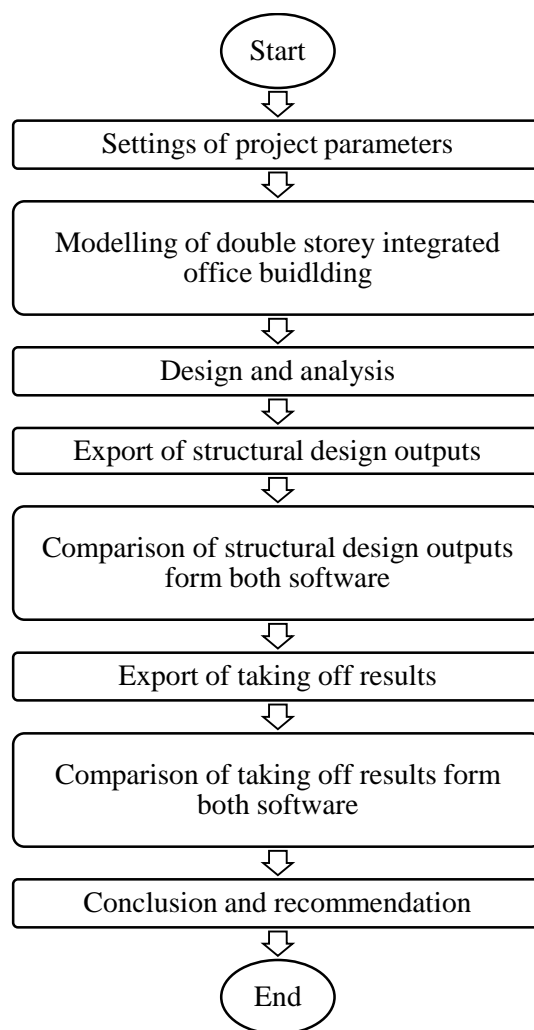 Start
Settings of project parameters
Modelling of double storey integrated
office buidlding
Design and analysis
Export of structural design outputs
Comparison of structural design outputs
form both software
Export of taking off results
Comparison of taking off results form
both software
Conclusion and recommendation
End